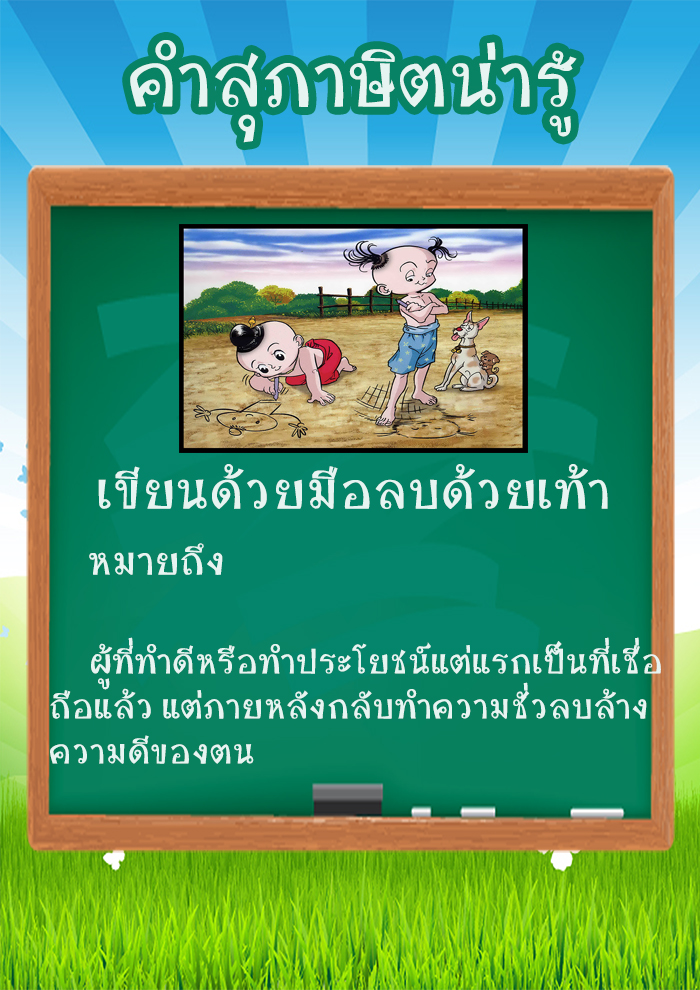 คำสุภาษิตน่ารู้
เขียนด้วยมือลบด้วยเท้า
หมายถึง
ผู้ที่ทำดีหรือทำประโยชน์แต่แรกเป็นที่เชื่อ
ถือแล้ว แต่ภายหลังกลับทำความชั่วลบล้าง
ความดีของตน